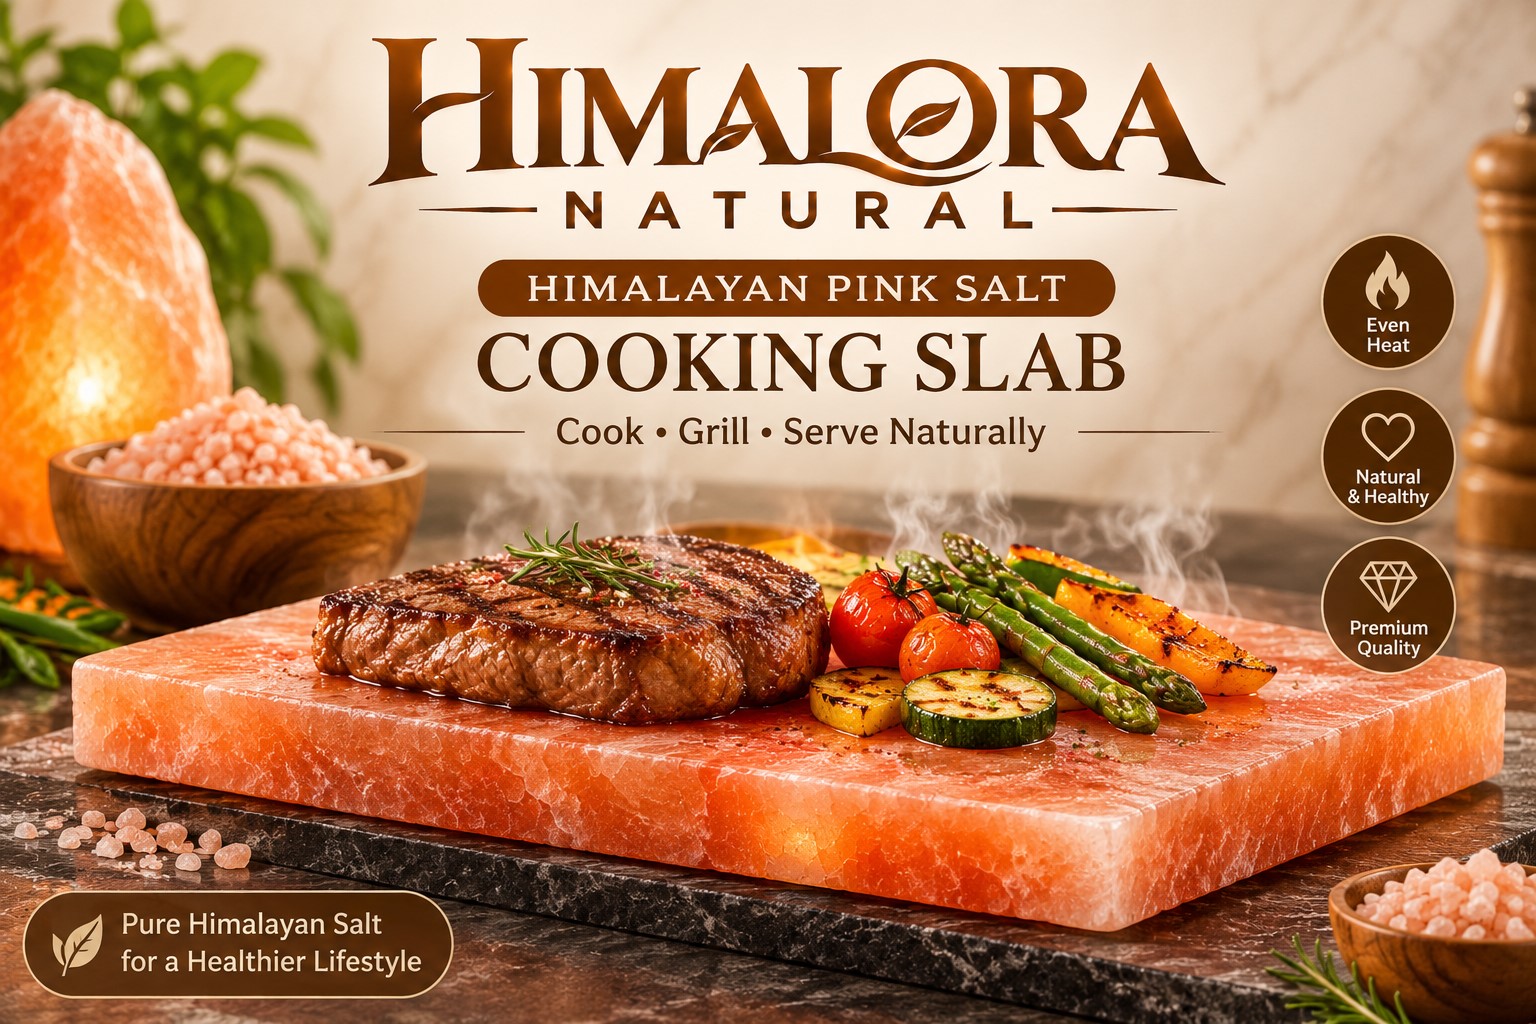 HIMALORA
NATURAL
HIMALAYAN PINK SALT
COOKING SLAB
Cook • Grill • Serve Naturally
Even
Heat
Natural
& Healthy
Premium
Quality
Pure Himalayan Salt
for a Healthier Lifestyle